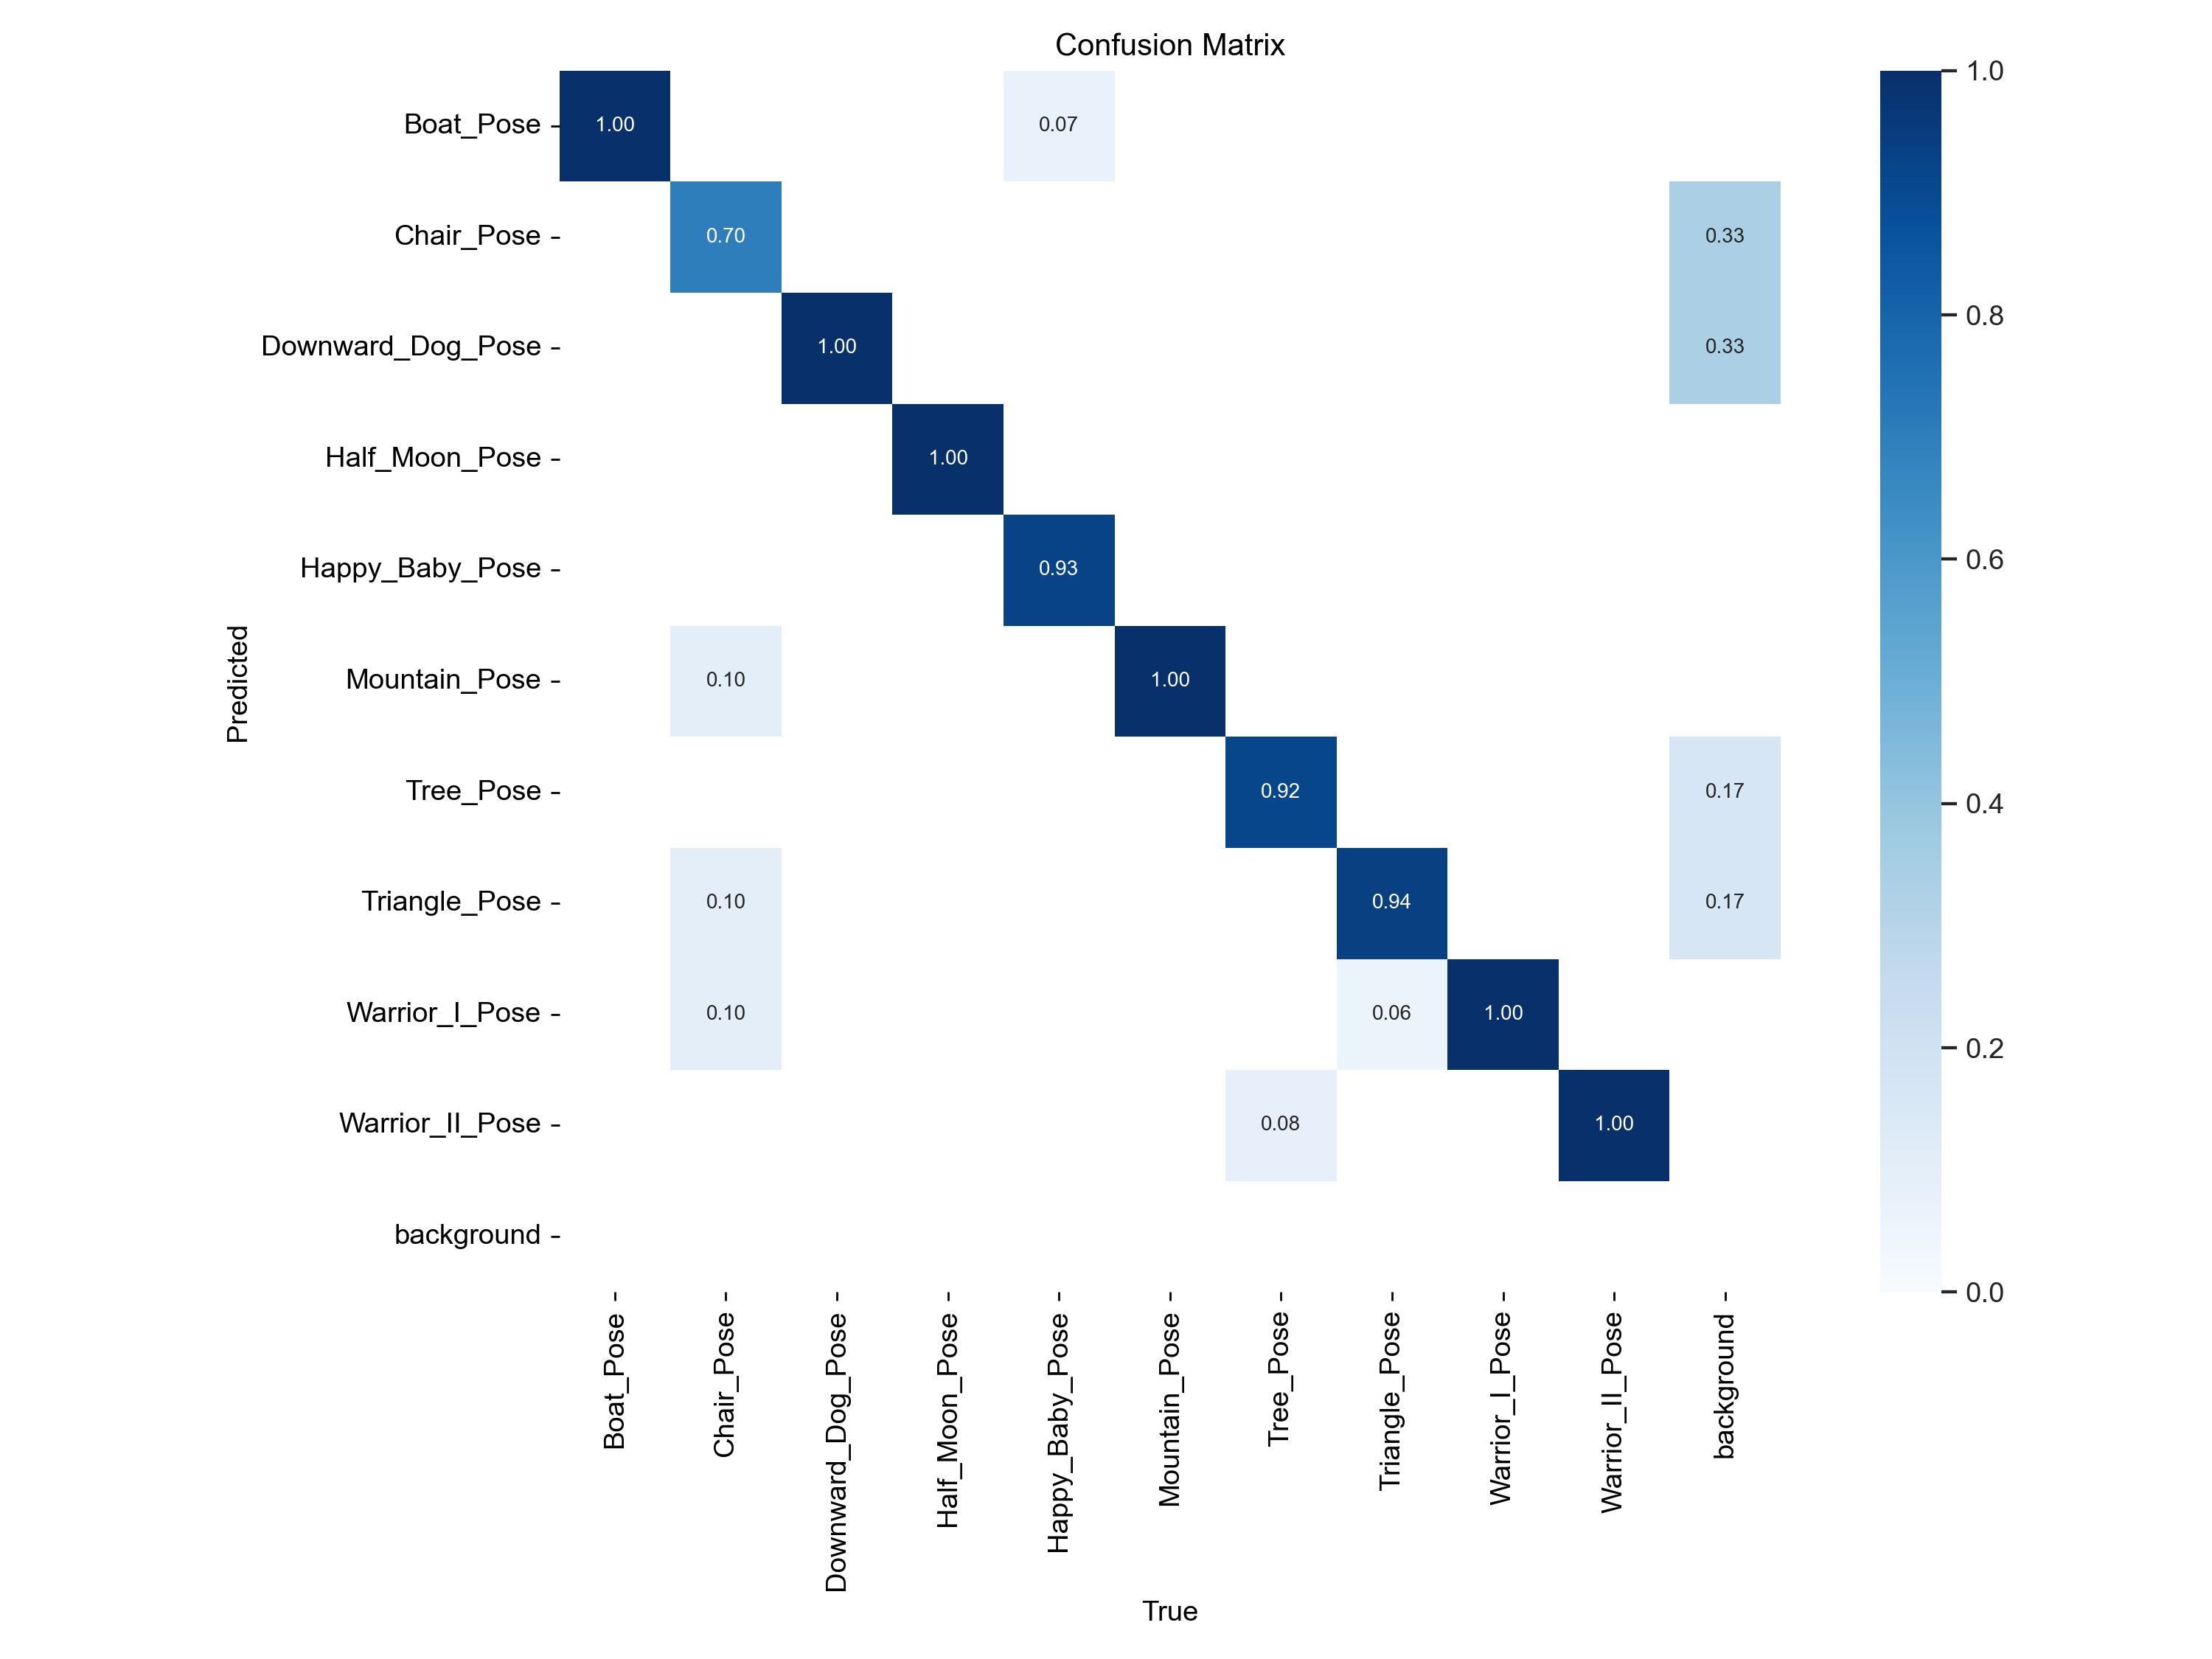 Confusion Matrix
Boat_Pose 1.00 0.07
Chair_Pose 0.70 0.33
Downward_Dog_Pose 1.00 0.33
Half_Moon_Pose 1.00
Happy_Baby_Pose 0.93
Mountain_Pose 0.10 1.00
Tree_Pose 0.92 0.17
Triangle_Pose 0.10 0.94 0.17
Warrior_I_Pose 0.10 0.06 1.00
Warrior_II_Pose 0.08 1.00
background
Predicted
Boat_Pose
Chair_Pose
Downward_Dog_Pose
Half_Moon_Pose
Happy_Baby_Pose
Mountain_Pose
Tree_Pose
Triangle_Pose
Warrior_I_Pose
Warrior_II_Pose
background
True
1.0
0.8
0.6
0.4
0.2
0.0